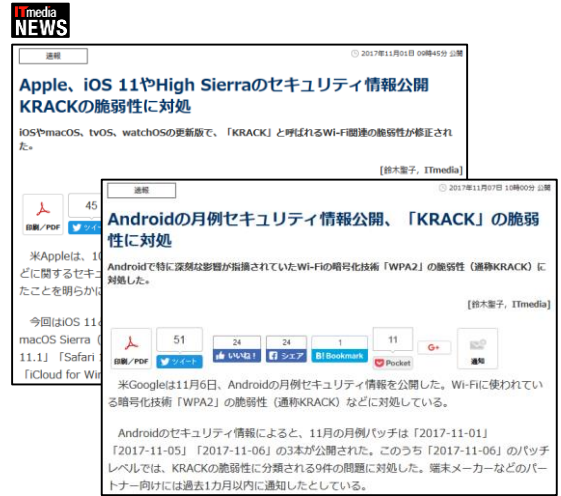 ITmedia
NEWS
速報
2017年11月01日 09時45分 公開
Apple、iOS 11やHigh Sierraのセキュリティ情報公開
KRACKの脆弱性に対処
iOSやmacOS、tvOS、watchOSの更新版で、「KRACK」と呼ばれるWi-Fi関連の脆弱性が修正され
た。
[鈴木聖子，ITmedia]
印刷／PDF
45
ツイート
米Appleは、10
どに関するセキュ
たことを明らかに
今回はiOS 11と
macOS Sierra（
11.1」「Safari
「iCloud for Win
速報
2017年11月07日 10時00分 公開
Androidの月例セキュリティ情報公開、「KRACK」の脆弱
性に対処
Androidで特に深刻な影響が指摘されていたWi-Fiの暗号化技術「WPA2」の脆弱性（通称KRACK）に
対処した。
[鈴木聖子，ITmedia]
印刷／PDF
51
ツイート
24
いいね！
24
シェア
1
B! Bookmark
11
Pocket
G+
通知
米Googleは11月6日、Androidの月例セキュリティ情報を公開した。Wi-Fiに使われてい
る暗号化技術「WPA2」の脆弱性（通称KRACK）などに対処している。
Androidのセキュリティ情報によると、11月の月例パッチは「2017-11-01」
「2017-11-05」「2017-11-06」の3本が公開された。このうち「2017-11-06」のパッチ
レベルでは、KRACKの脆弱性に分類される9件の問題に対処した。端末メーカーなどのパー
トナー向けには過去1カ月以内に通知したとしている。